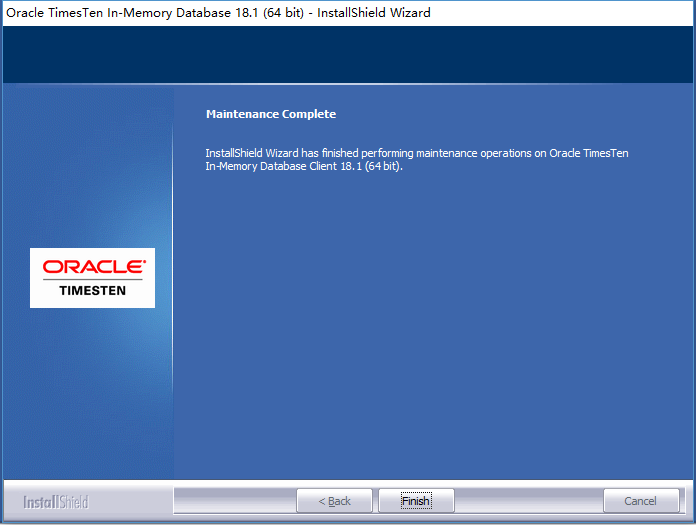 Oracle TimesTen In-Memory Database 18.1 (64 bit) - InstallShield Wizard
Maintenance Complete
InstallShield Wizard has finished performing maintenance operations on Oracle TimesTen
In-Memory Database Client 18.1 (64 bit).
ORACLE®
TIMESTEN
InstallShield
< Back
Finish
Cancel